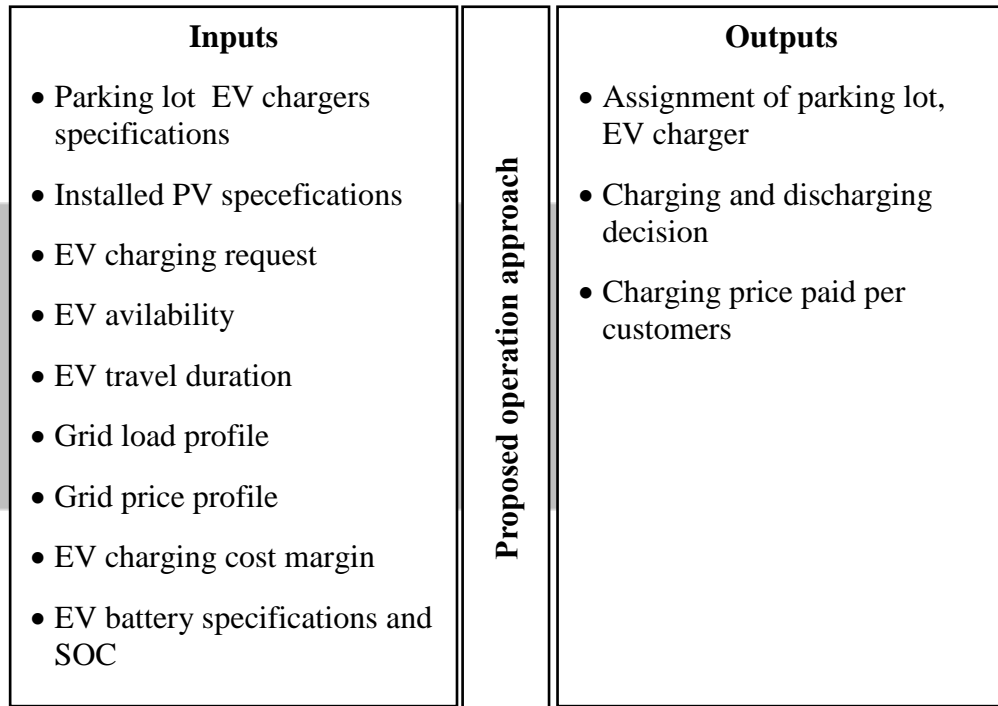 Inputs
• Parking lot EV chargers
specifications
• Installed PV specefications
• EV charging request
• EV avilability
• EV travel duration
• Grid load profile
• Grid price profile
• EV charging cost margin
• EV battery specifications and
SOC
Proposed operation approach
Outputs
• Assignment of parking lot,
EV charger
• Charging and discharging
decision
• Charging price paid per
customers